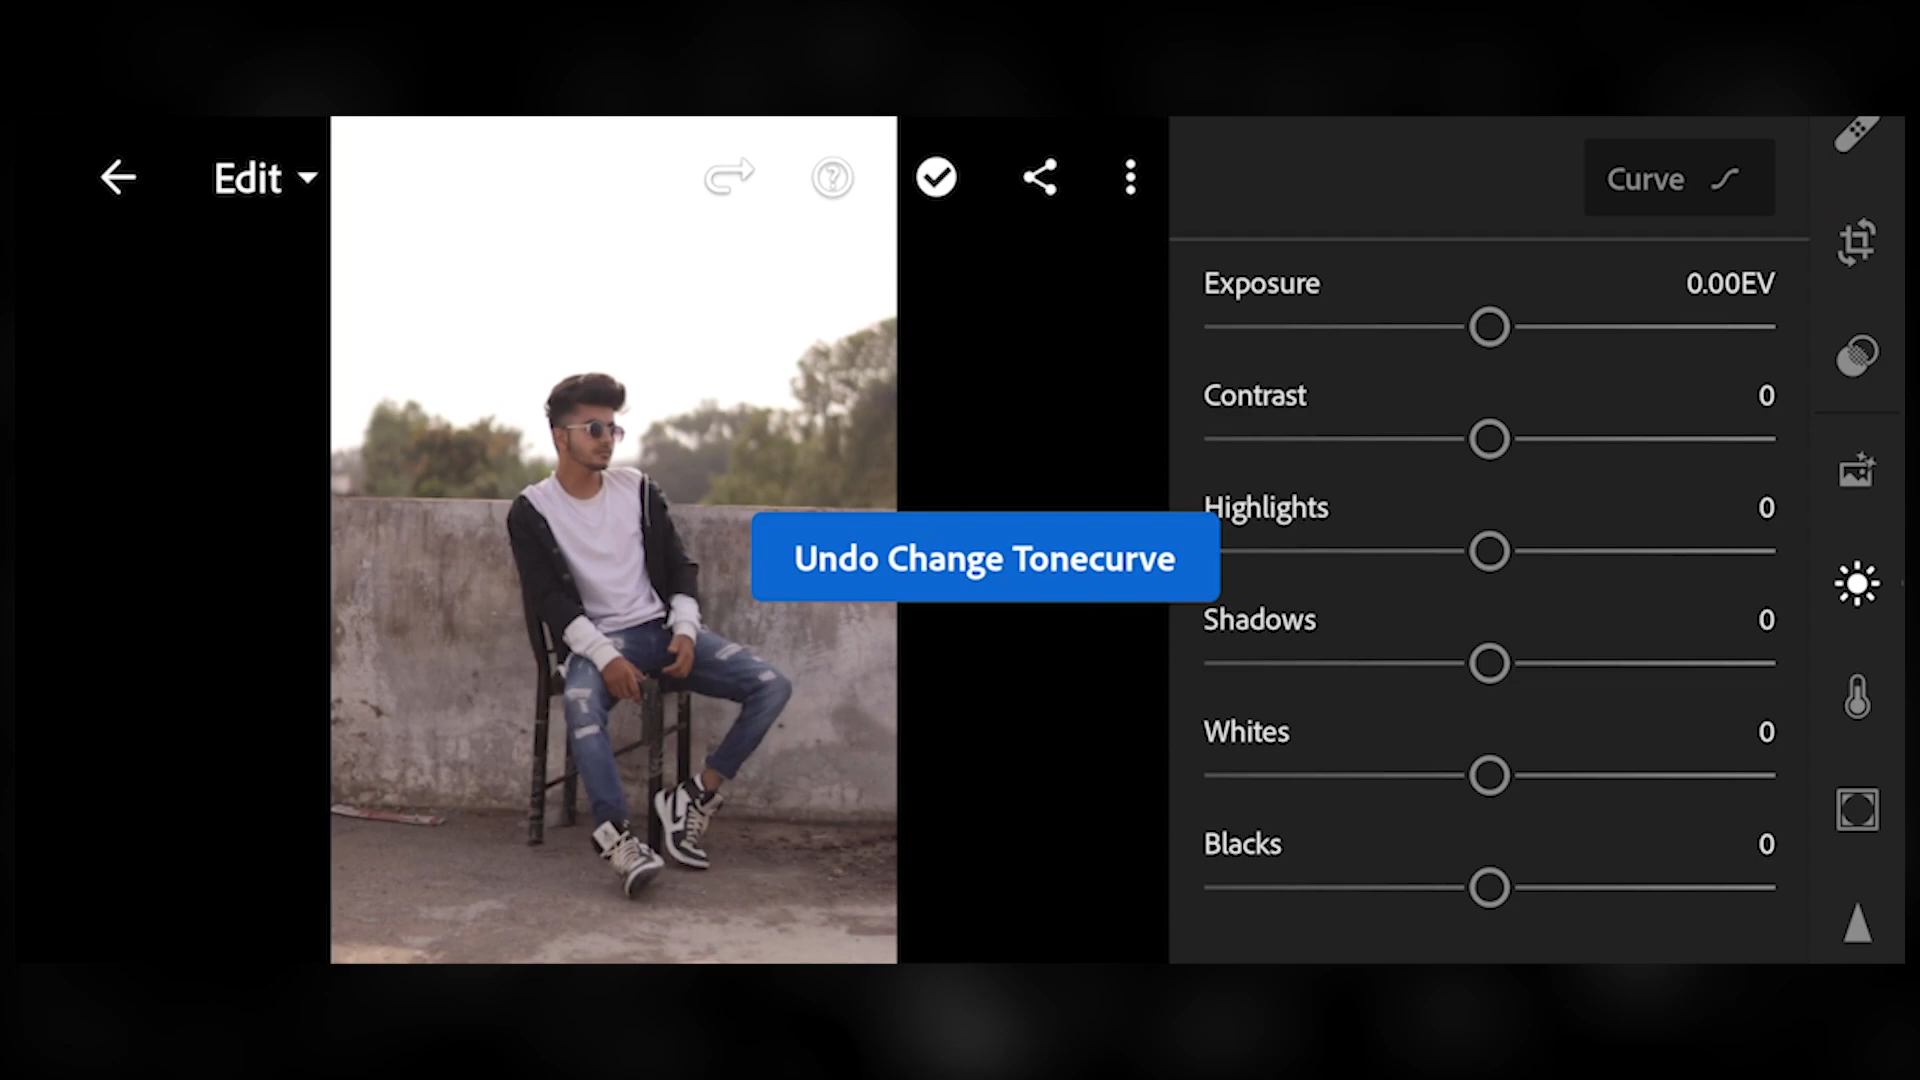 Edit
Curve
Exposure 0.00EV
Contrast 0
Highlights 0
Undo Change Tonecurve
Shadows 0
Whites 0
Blacks 0